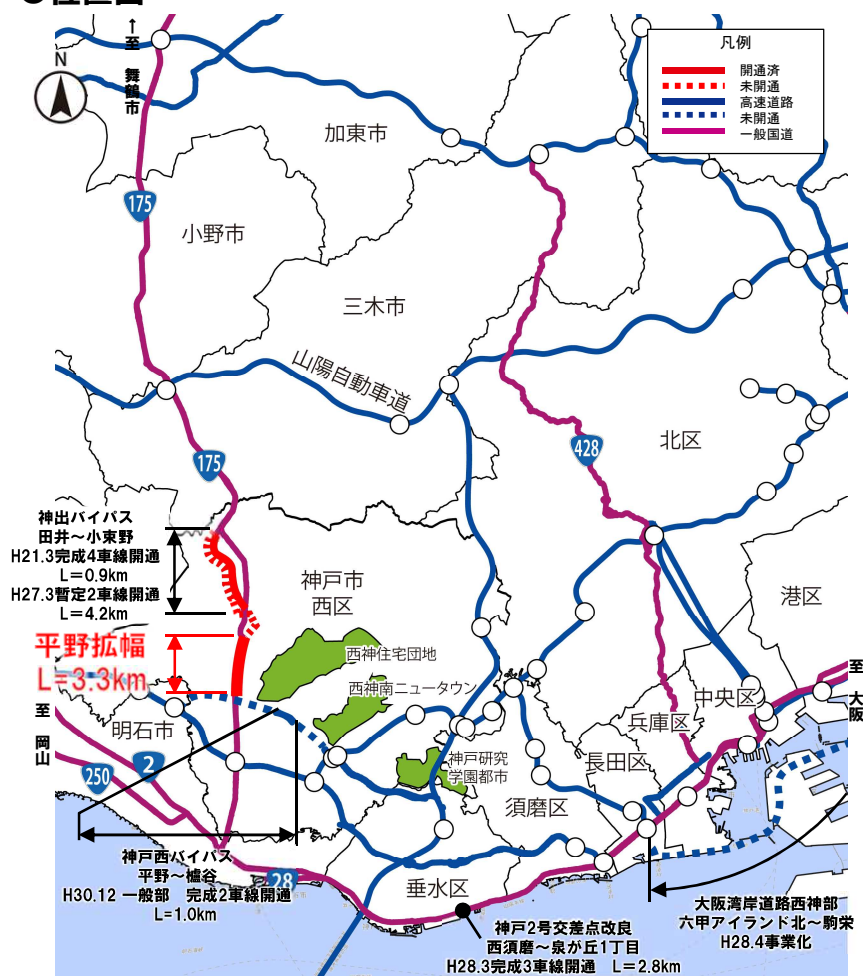 ↑至 舞鶴市
N
凡例
開通済
未開通
高速道路
未開通
一般国道
加東市
175
小野市
三木市
山陽自動車道
175
428
北区
神出バイパス
田井～小束野
H21.3完成4車線開通
L＝0.9km
H27.3暫定2車線開通
L＝4.2km
神戸市
西区
港区
平野拡幅
L=3.3km
西神住宅団地
西神南ニュータウン
中央区
至 大阪
兵庫区
明石市
至 岡山
神戸研究
学園都市
長田区
2
250
須磨区
神戸西バイパス
平野～櫨谷
H30.12 一般部 完成2車線開通
L=1.0km
28
垂水区
大阪湾岸道路西神部
六甲アイランド北～駒栄
H28.4事業化
神戸2号交差点改良
西須磨～泉が丘1丁目
H28.3完成3車線開通 L＝2.8km